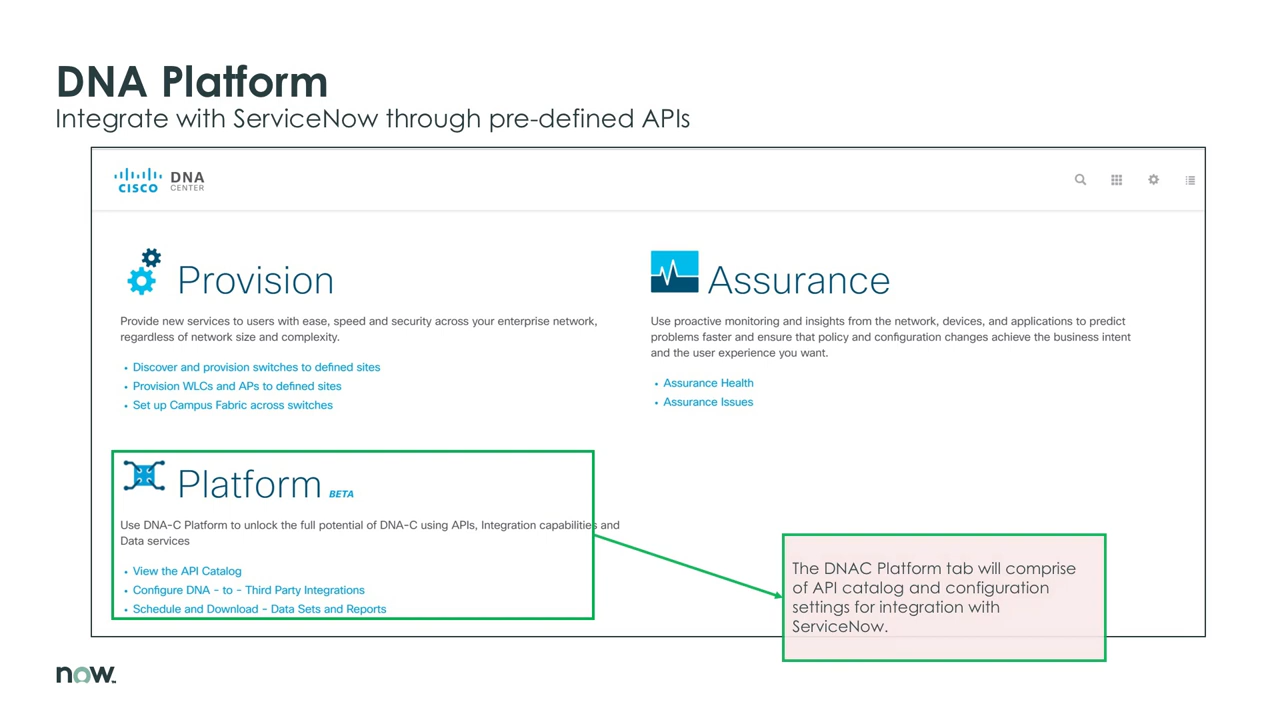 DNA Platform
Integrate with ServiceNow through pre-defined APIs
CISCO
DNA
CENTER
Provision
Provide new services to users with ease, speed and security across your enterprise network,
regardless of network size and complexity.
• Discover and provision switches to defined sites
• Provision WLCs and APs to defined sites
• Set up Campus Fabric across switches
Assurance
Use proactive monitoring and insights from the network, devices, and applications to predict
problems faster and ensure that policy and configuration changes achieve the business intent
and the user experience you want.
• Assurance Health
• Assurance Issues
Platform BETA
Use DNA-C Platform to unlock the full potential of DNA-C using APIs, Integration capabilities and
Data services
• View the API Catalog
• Configure DNA - to - Third Party Integrations
• Schedule and Download - Data Sets and Reports
The DNAC Platform tab will comprise
of API catalog and configuration
settings for integration with
ServiceNow.
now